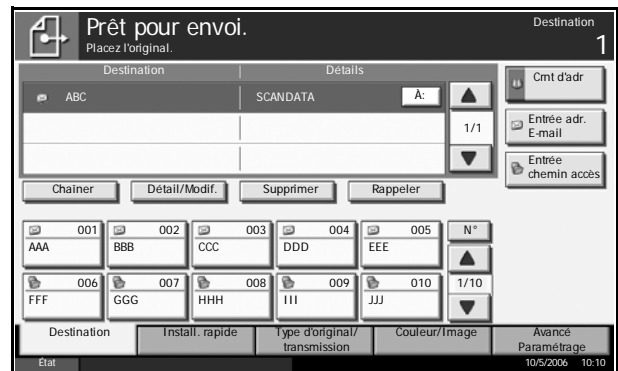 Prêt pour envoi.
Placez l'original.
Destination
1
Destination
Détails
ABC
SCANDATA
À:
1/1
Crnt d'adr
Entrée adr.
E-mail
Entrée
chemin accès
Chaîner
Détail/Modif.
Supprimer
Rappeler
001
AAA
002
BBB
003
CCC
004
DDD
005
EEE
N°
006
FFF
007
GGG
008
HHH
009
III
010
JJJ
1/10
Destination
Install. rapide
Type d'original/
transmission
Couleur/Image
Avancé
Paramétrage
État
10/5/2006 10:10